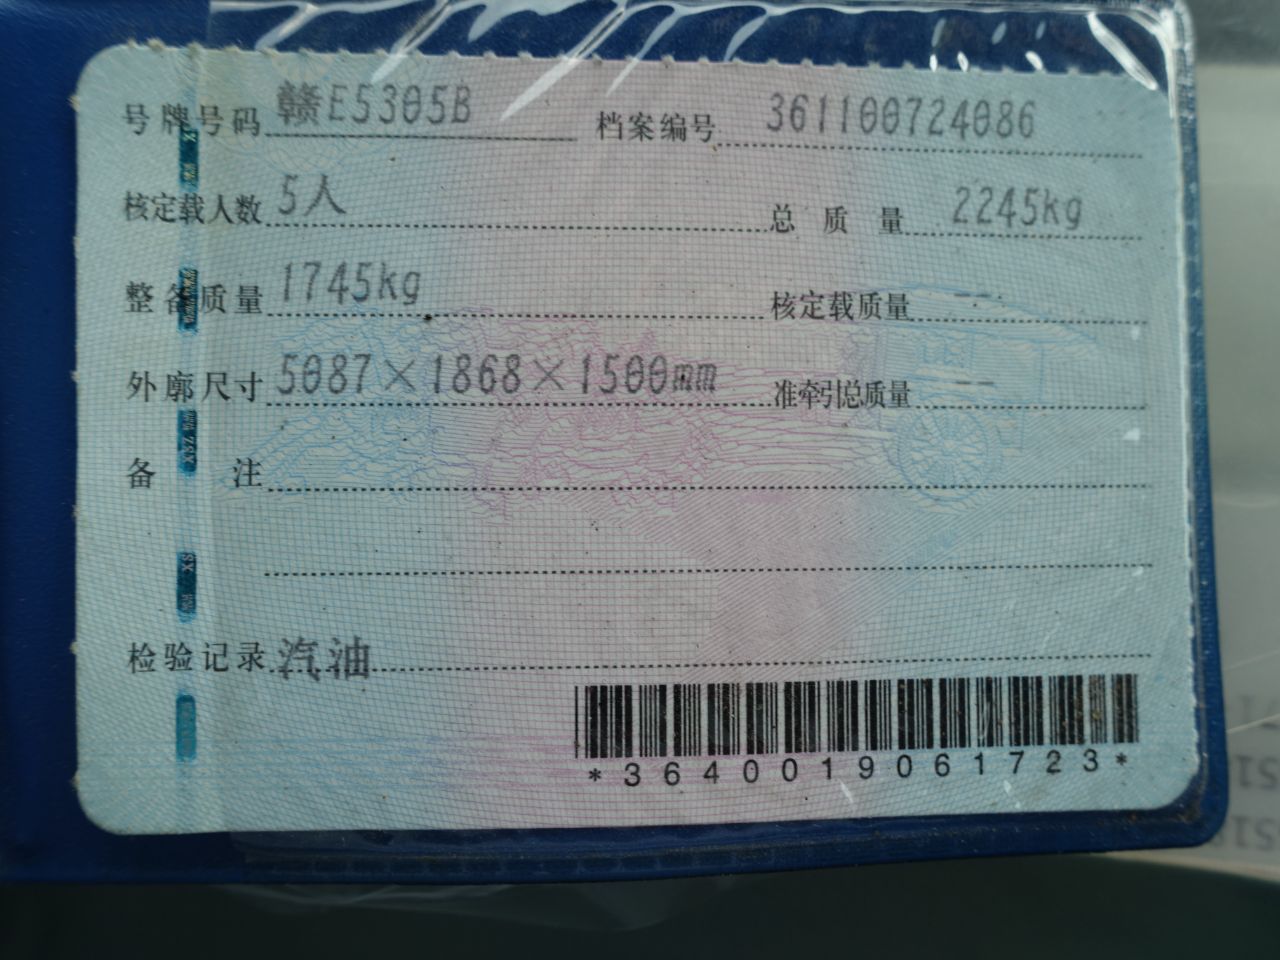 号牌号码 赣E5305B 档案编号 361100724086
核定载人数 5人 总质量 2245kg
整备质量 1745kg 核定载质量 --
外廓尺寸 5087×1868×1500mm 准牵引总质量 --
备注
检验记录 汽油
*3640019061723*